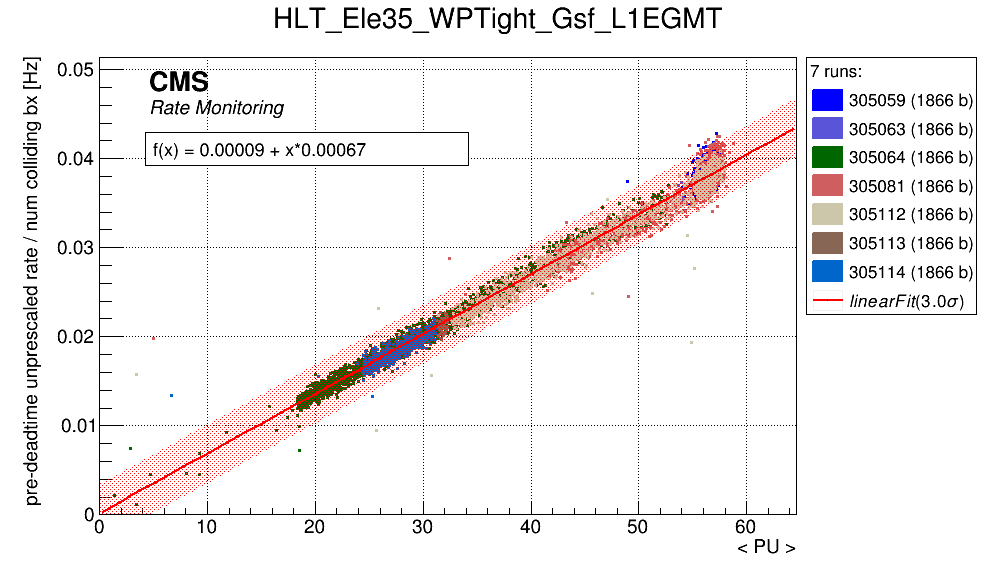 HLT_Ele35_WPTight_Gsf_L1EGMT
pre-deadtime unprescaled rate / num colliding bx [Hz]
0.05
0.04
0.03
0.02
0.01
0
CMS
Rate Monitoring
f(x) = 0.00009 + x*0.00067
0 10 20 30 40 50 60
< PU >
7 runs:
305059 (1866 b)
305063 (1866 b)
305064 (1866 b)
305081 (1866 b)
305112 (1866 b)
305113 (1866 b)
305114 (1866 b)
linearFit(3.0σ)